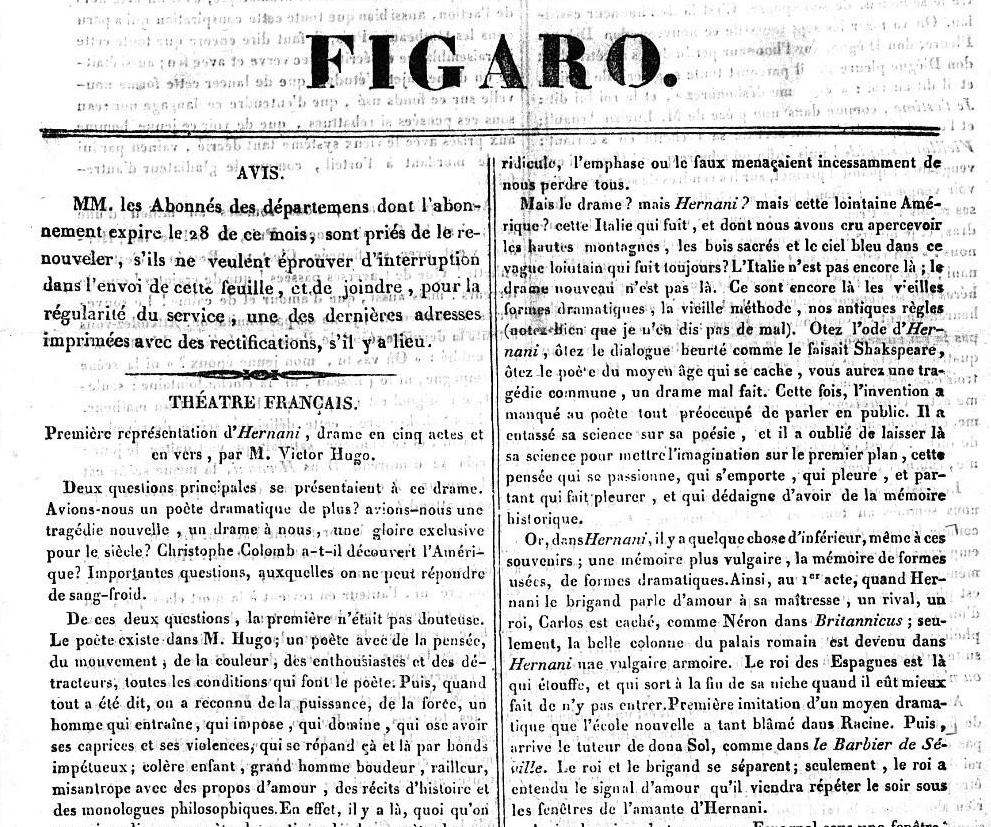 FIGARO.
AVIS.
MM. les Abonnés des départemens dont l'abon-
nement expire le 28 de ce mois, sont priés de le re-
nouveler, s'ils ne veulent éprouver d'interruption
dans l'envoi de cette feuille, et de joindre, pour la
régularité du service, une des dernières adresses
imprimées avec des rectifications, s'il y a lieu.
THÉATRE FRANÇAIS.
Première représentation d'Hernani, drame en cinq actes et
en vers, par M. Victor Hugo.
Deux questions principales se présentaient à ce drame.
Avions-nous un poète dramatique de plus? avions-nous une
tragédie nouvelle, un drame à nous, une gloire exclusive
pour le siècle? Christophe Colomb a-t-il découvert l'Améri-
que? Importantes questions, auxquelles on ne peut répondre
de sang-froid.
De ces deux questions, la première n'était pas douteuse.
Le poète existe dans M. Hugo; un poète avec de la pensée,
du mouvement, de la couleur, des enthousiastes et des dé-
tracteurs, toutes les conditions qui font le poète. Puis, quand
tout a été dit, on a reconnu de la puissance, de la force, un
homme qui entraîne, qui impose, qui domine, qui ose avoir
ses caprices et ses violences, qui se répand çà et là par bonds
impétueux; colère enfant, grand homme boudeur, railleur,
misantrope avec des propos d'amour, des récits d'histoire et
des monologues philosophiques. En effet, il y a là, quoi qu'on
ridicule, l'emphase ou le faux menaçaient incessamment de
nous perdre tous.
Mais le drame? mais Hernani? mais cette lointaine Amé-
rique? cette Italie qui fuit, et dont nous avons cru apercevoir
les hautes montagnes, les bois sacrés et le ciel bleu dans ce
vague lointain qui fuit toujours? L'Italie n'est pas encore là; le
drame nouveau n'est pas là. Ce sont encore là les vieilles
formes dramatiques, la vieille méthode, nos antiques règles
(notez bien que je n'en dis pas de mal). Otez l'ode d'Her-
nani, ôtez le dialogue heurté comme le faisait Shakspeare,
ôtez le poète du moyen âge qui se cache, vous aurez une tra-
gédie commune, un drame mal fait. Cette fois, l'invention a
manqué au poète tout préoccupé de parler en public. Il a
entassé sa science sur sa poésie, et il a oublié de laisser là
sa science pour mettre l'imagination sur le premier plan, cette
pensée qui se passionne, qui s'emporte, qui pleure, et par-
tant qui fait pleurer, et qui dédaigne d'avoir de la mémoire
historique.
Or, dans Hernani, il y a quelque chose d'inférieur, même à ces
souvenirs; une mémoire plus vulgaire, la mémoire de formes
usées, de formes dramatiques. Ainsi, au 1er acte, quand Her-
nani le brigand parle d'amour à sa maîtresse, un rival, un
roi, Carlos est caché, comme Néron dans Britannicus; seu-
lement, la belle colonne du palais romain est devenu dans
Hernani une vulgaire armoire. Le roi des Espagnes est là
qui étouffe, et qui sort à la fin de sa niche quand il eût mieux
fait de n'y pas entrer. Première imitation d'un moyen drama-
tique que l'école nouvelle a tant blâmé dans Racine. Puis,
arrive le tuteur de dona Sol, comme dans le Barbier de Sé-
ville. Le roi et le brigand se séparent; seulement, le roi a
entendu le signal d'amour qu'il viendra répéter le soir sous
les fenêtres de l'amante d'Hernani.